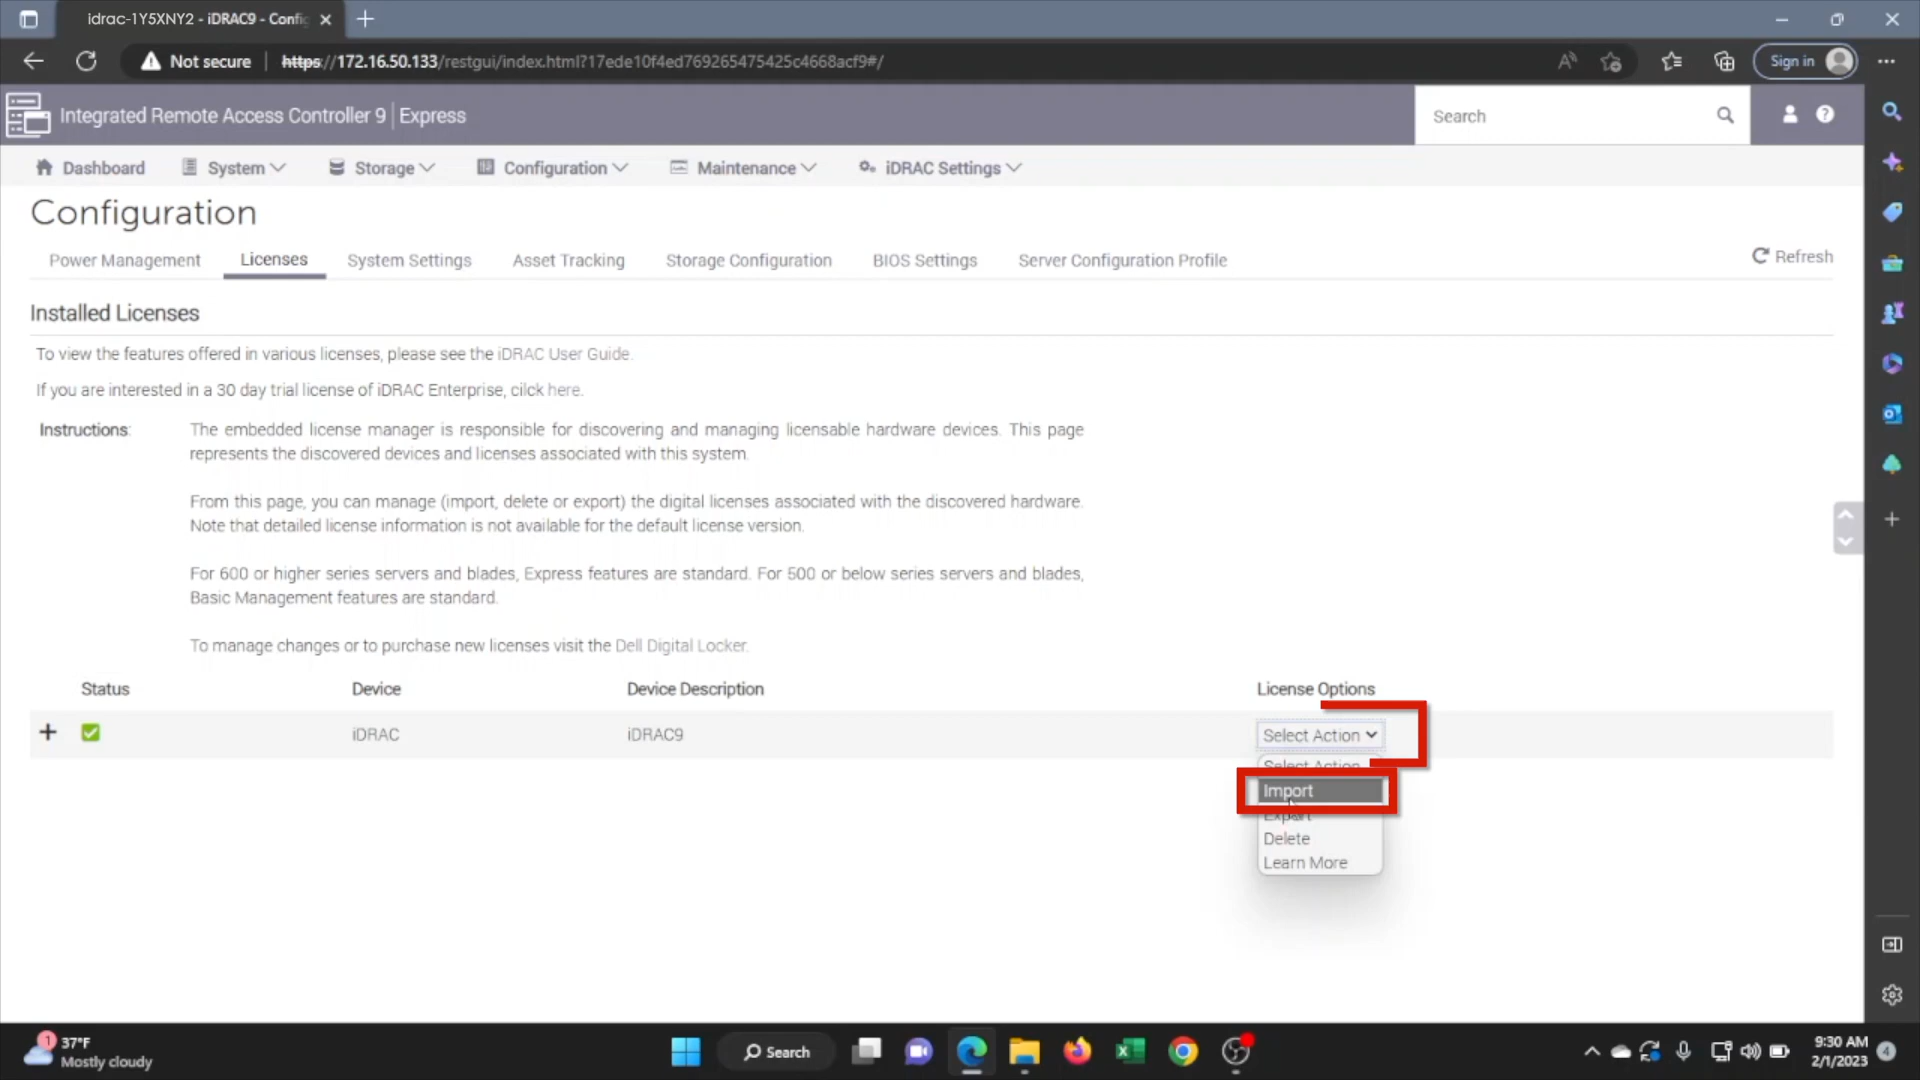 idrac-1Y5XNY2 - iDRAC9 - Config
Not secure | https://172.16.50.133/restgui/index.html?17ede10f4ed769265475425c4668acf9#/
Sign in
Integrated Remote Access Controller 9 | Express
Search
Dashboard
System
Storage
Configuration
Maintenance
iDRAC Settings
Configuration
Power Management
Licenses
System Settings
Asset Tracking
Storage Configuration
BIOS Settings
Server Configuration Profile
Refresh
Installed Licenses
To view the features offered in various licenses, please see the iDRAC User Guide.
If you are interested in a 30 day trial license of iDRAC Enterprise, cilck here.
Instructions: The embedded license manager is responsible for discovering and managing licensable hardware devices. This page
represents the discovered devices and licenses associated with this system.
From this page, you can manage (import, delete or export) the digital licenses associated with the discovered hardware.
Note that detailed license information is not available for the default license version.
For 600 or higher series servers and blades, Express features are standard. For 500 or below series servers and blades,
Basic Management features are standard.
To manage changes or to purchase new licenses visit the Dell Digital Locker.
Status Device Device Description License Options
iDRAC iDRAC9 Select Action
Select Action
Import
Export
Delete
Learn More
1
37°F
Mostly cloudy
Search
9:30 AM
2/1/2023
4